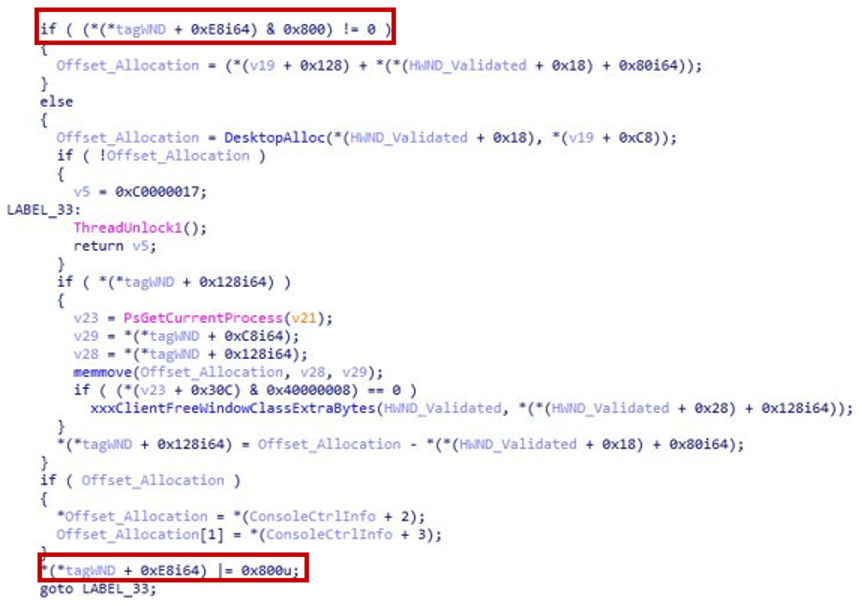 if ( (*(*tagWND + 0xE8i64) & 0x800) != 0 )
{
Offset_Allocation = (*(v19 + 0x128) + *(*(HWND_Validated + 0x18) + 0x80i64));
}
else
{
Offset_Allocation = DesktopAlloc(*(HWND_Validated + 0x18), *(v19 + 0xC8));
if ( !Offset_Allocation )
{
v5 = 0xC0000017;
LABEL_33:
ThreadUnlock1();
return v5;
}
if ( *(*tagWND + 0x128i64) )
{
v23 = PsGetCurrentProcess(v21);
v29 = *(*tagWND + 0xC8i64);
v28 = *(*tagWND + 0x128i64);
memmove(Offset_Allocation, v28, v29);
if ( (*(v23 + 0x30C) & 0x40000008) == 0 )
xxxClientFreeWindowClassExtraBytes(HWND_Validated, *(*(HWND_Validated + 0x28) + 0x128i64));
}
*(*tagWND + 0x128i64) = Offset_Allocation - *(*(HWND_Validated + 0x18) + 0x80i64);
}
if ( Offset_Allocation )
{
*Offset_Allocation = *(ConsoleCtrlInfo + 2);
Offset_Allocation[1] = *(ConsoleCtrlInfo + 3);
}
*(*tagWND + 0xE8i64) |= 0x800u;
goto LABEL_33;